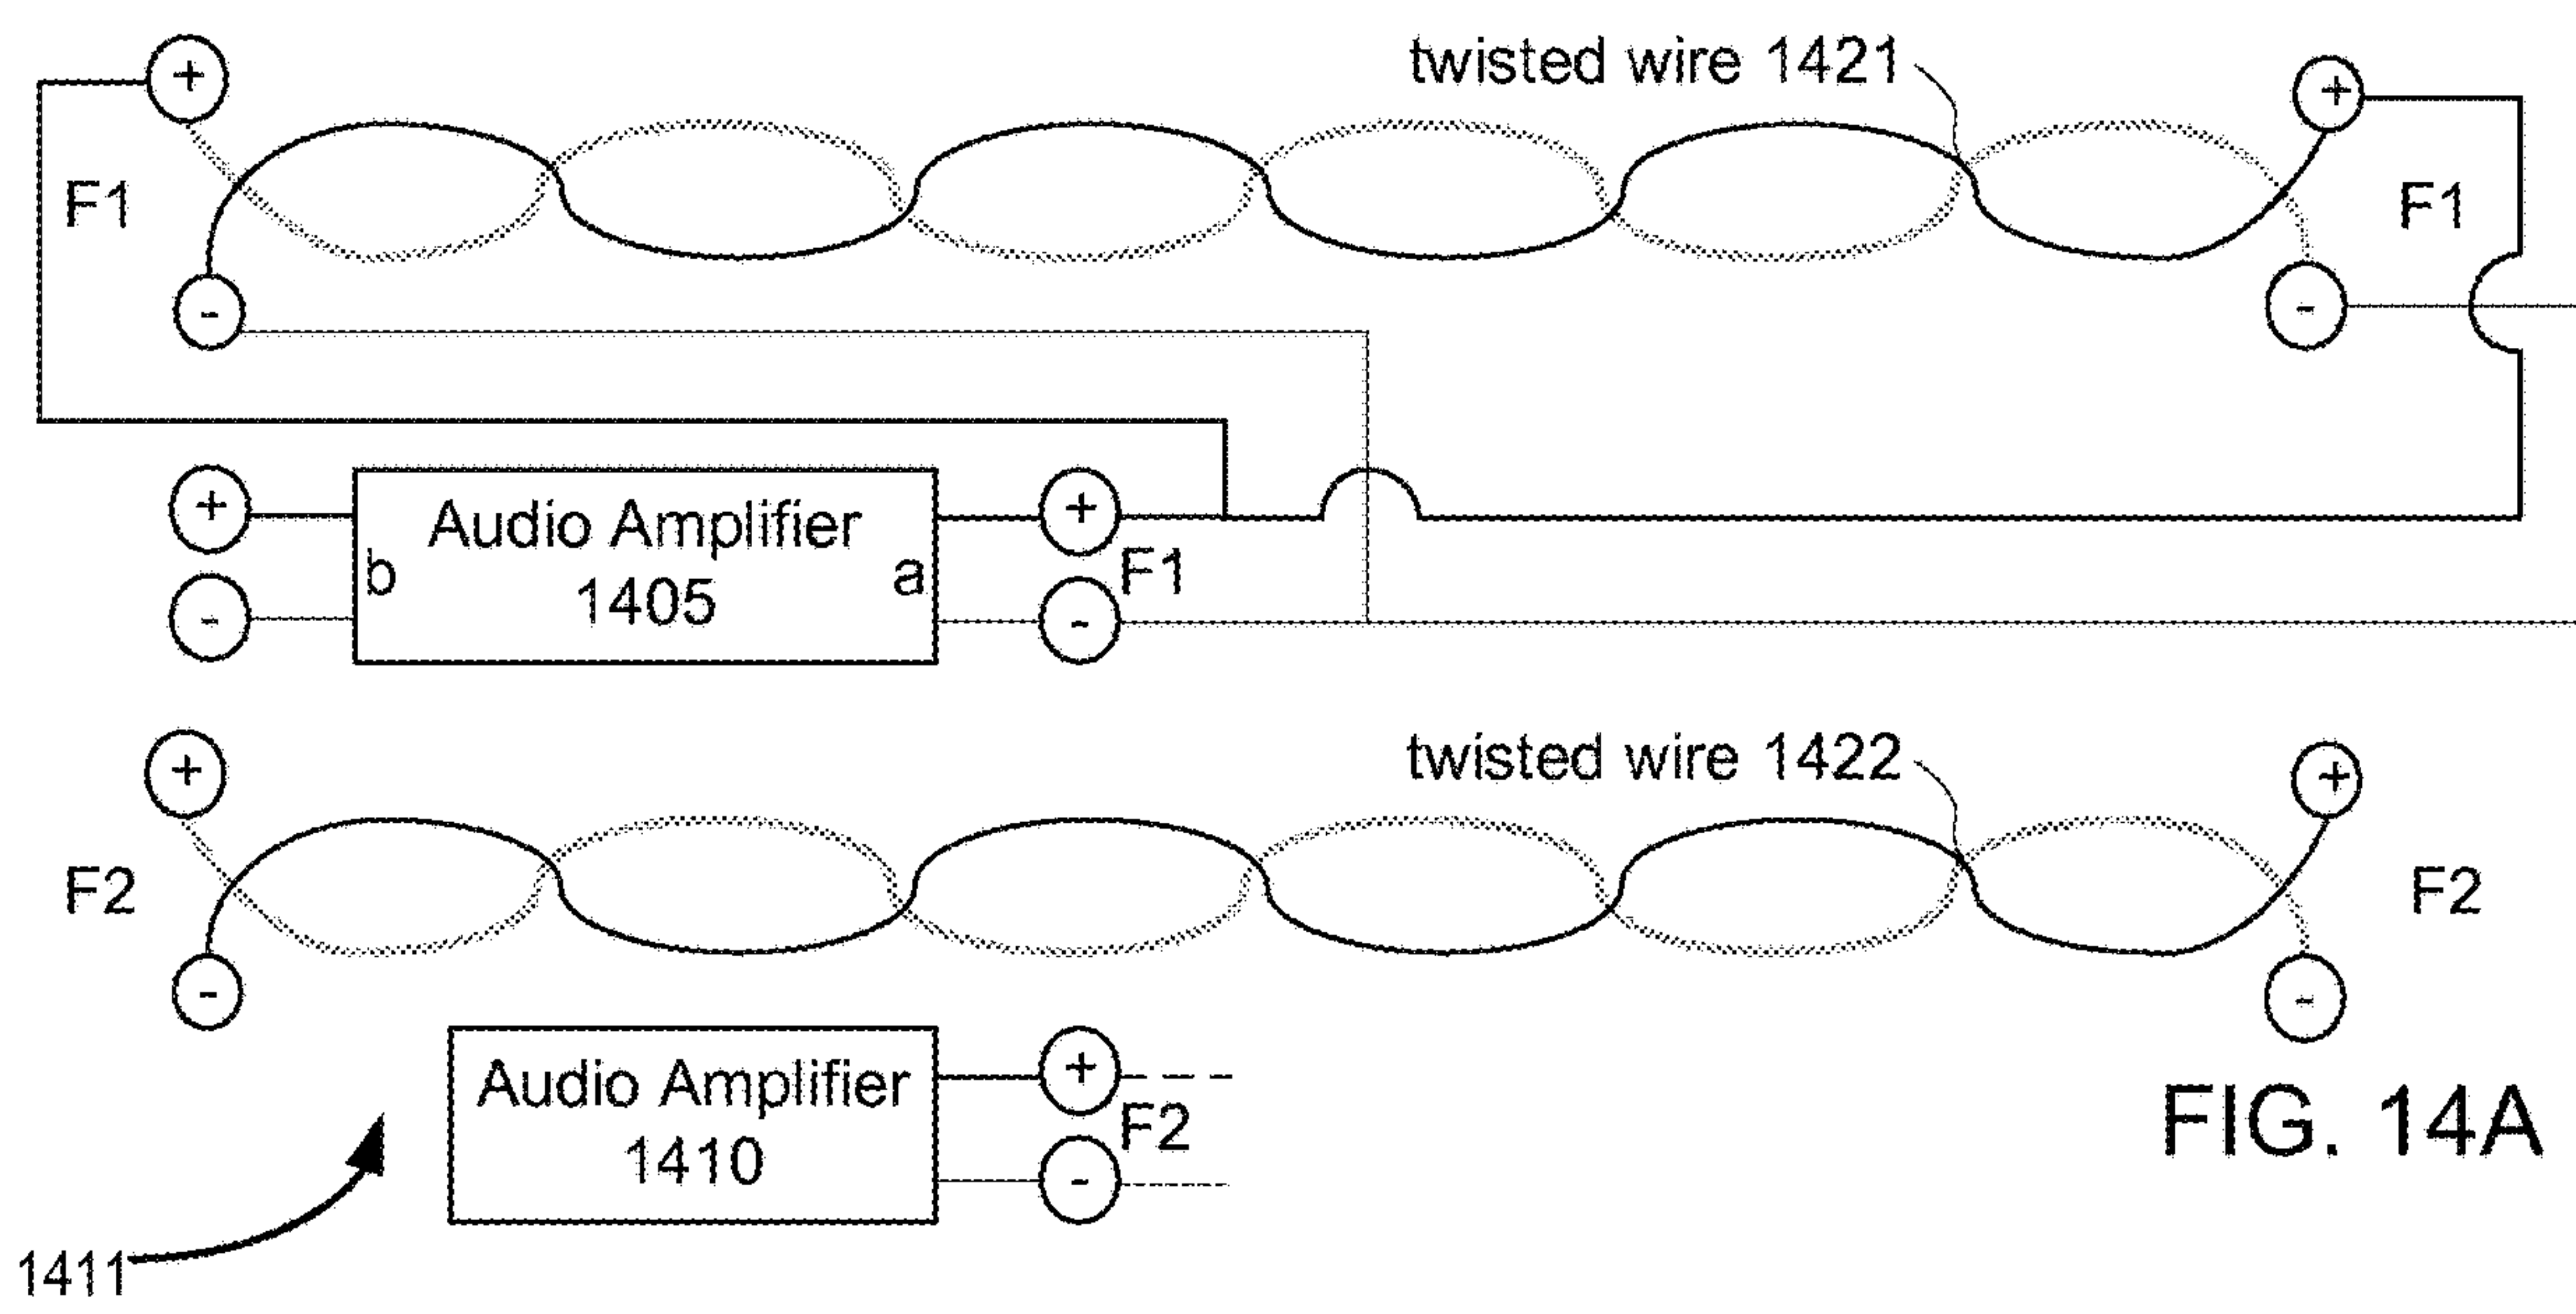 twisted wire 1421
+ +
F1 F1
- -
+ Audio Amplifier +
b 1405 a F1
- -
twisted wire 1422
+ +
F2 F2
- -
Audio Amplifier +
1410 F2
-
FIG. 14A
1411